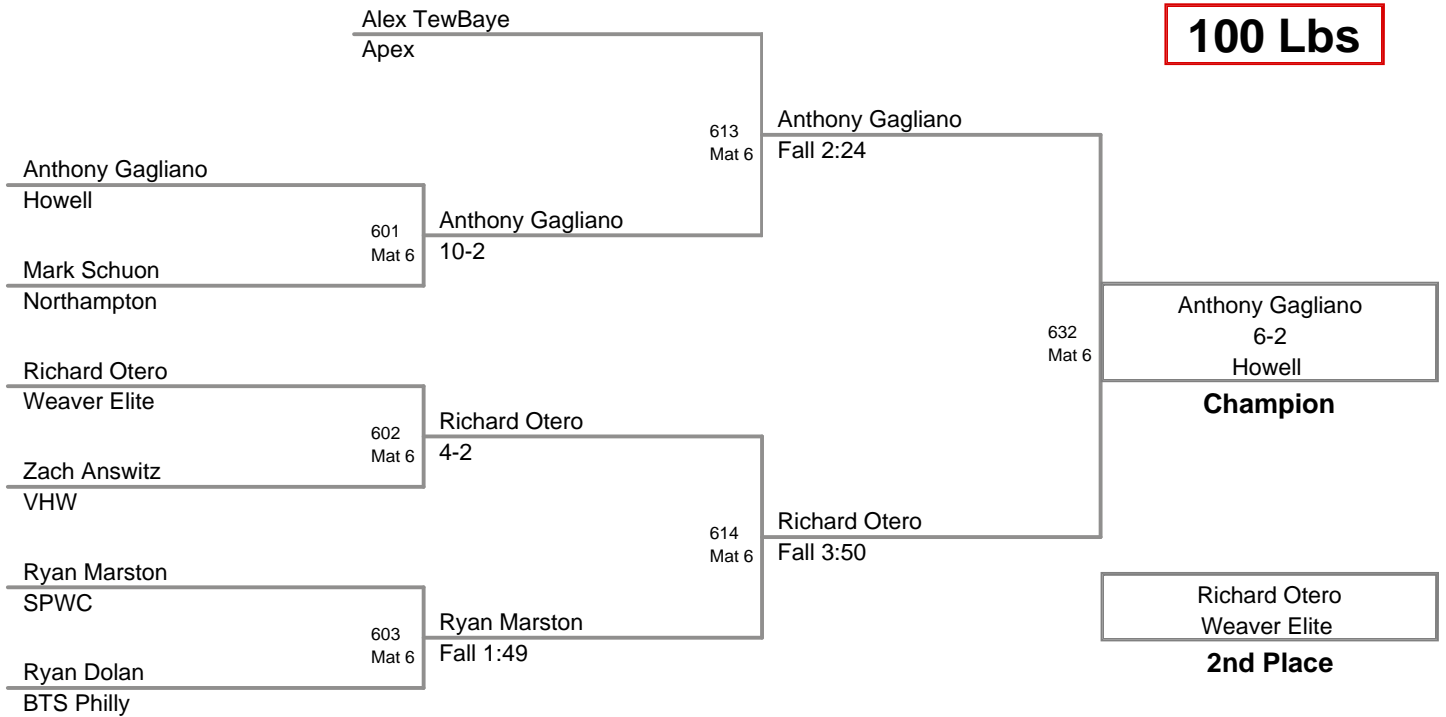 Alex TewBaye
Apex
100 Lbs
613
Mat 6
Anthony Gagliano
Fall 2:24
Anthony Gagliano
Howell
601
Mat 6
Anthony Gagliano
10-2
Mark Schuon
Northampton
632
Mat 6
Anthony Gagliano
6-2
Howell
Champion
Richard Otero
Weaver Elite
602
Mat 6
Richard Otero
4-2
Zach Answitz
VHW
614
Mat 6
Richard Otero
Fall 3:50
Ryan Marston
SPWC
603
Mat 6
Ryan Marston
Fall 1:49
Ryan Dolan
BTS Philly
Richard Otero
Weaver Elite
2nd Place